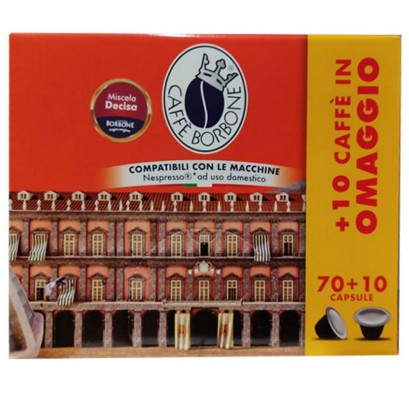 Miscela
Decisa
BORBONE
CAFFÈ BORBONE
COMPATIBILI CON LE MACCHINE
Nespresso®* ad uso domestico
+10 CAFFÈ IN
OMAGGIO
70+10
CAPSULE